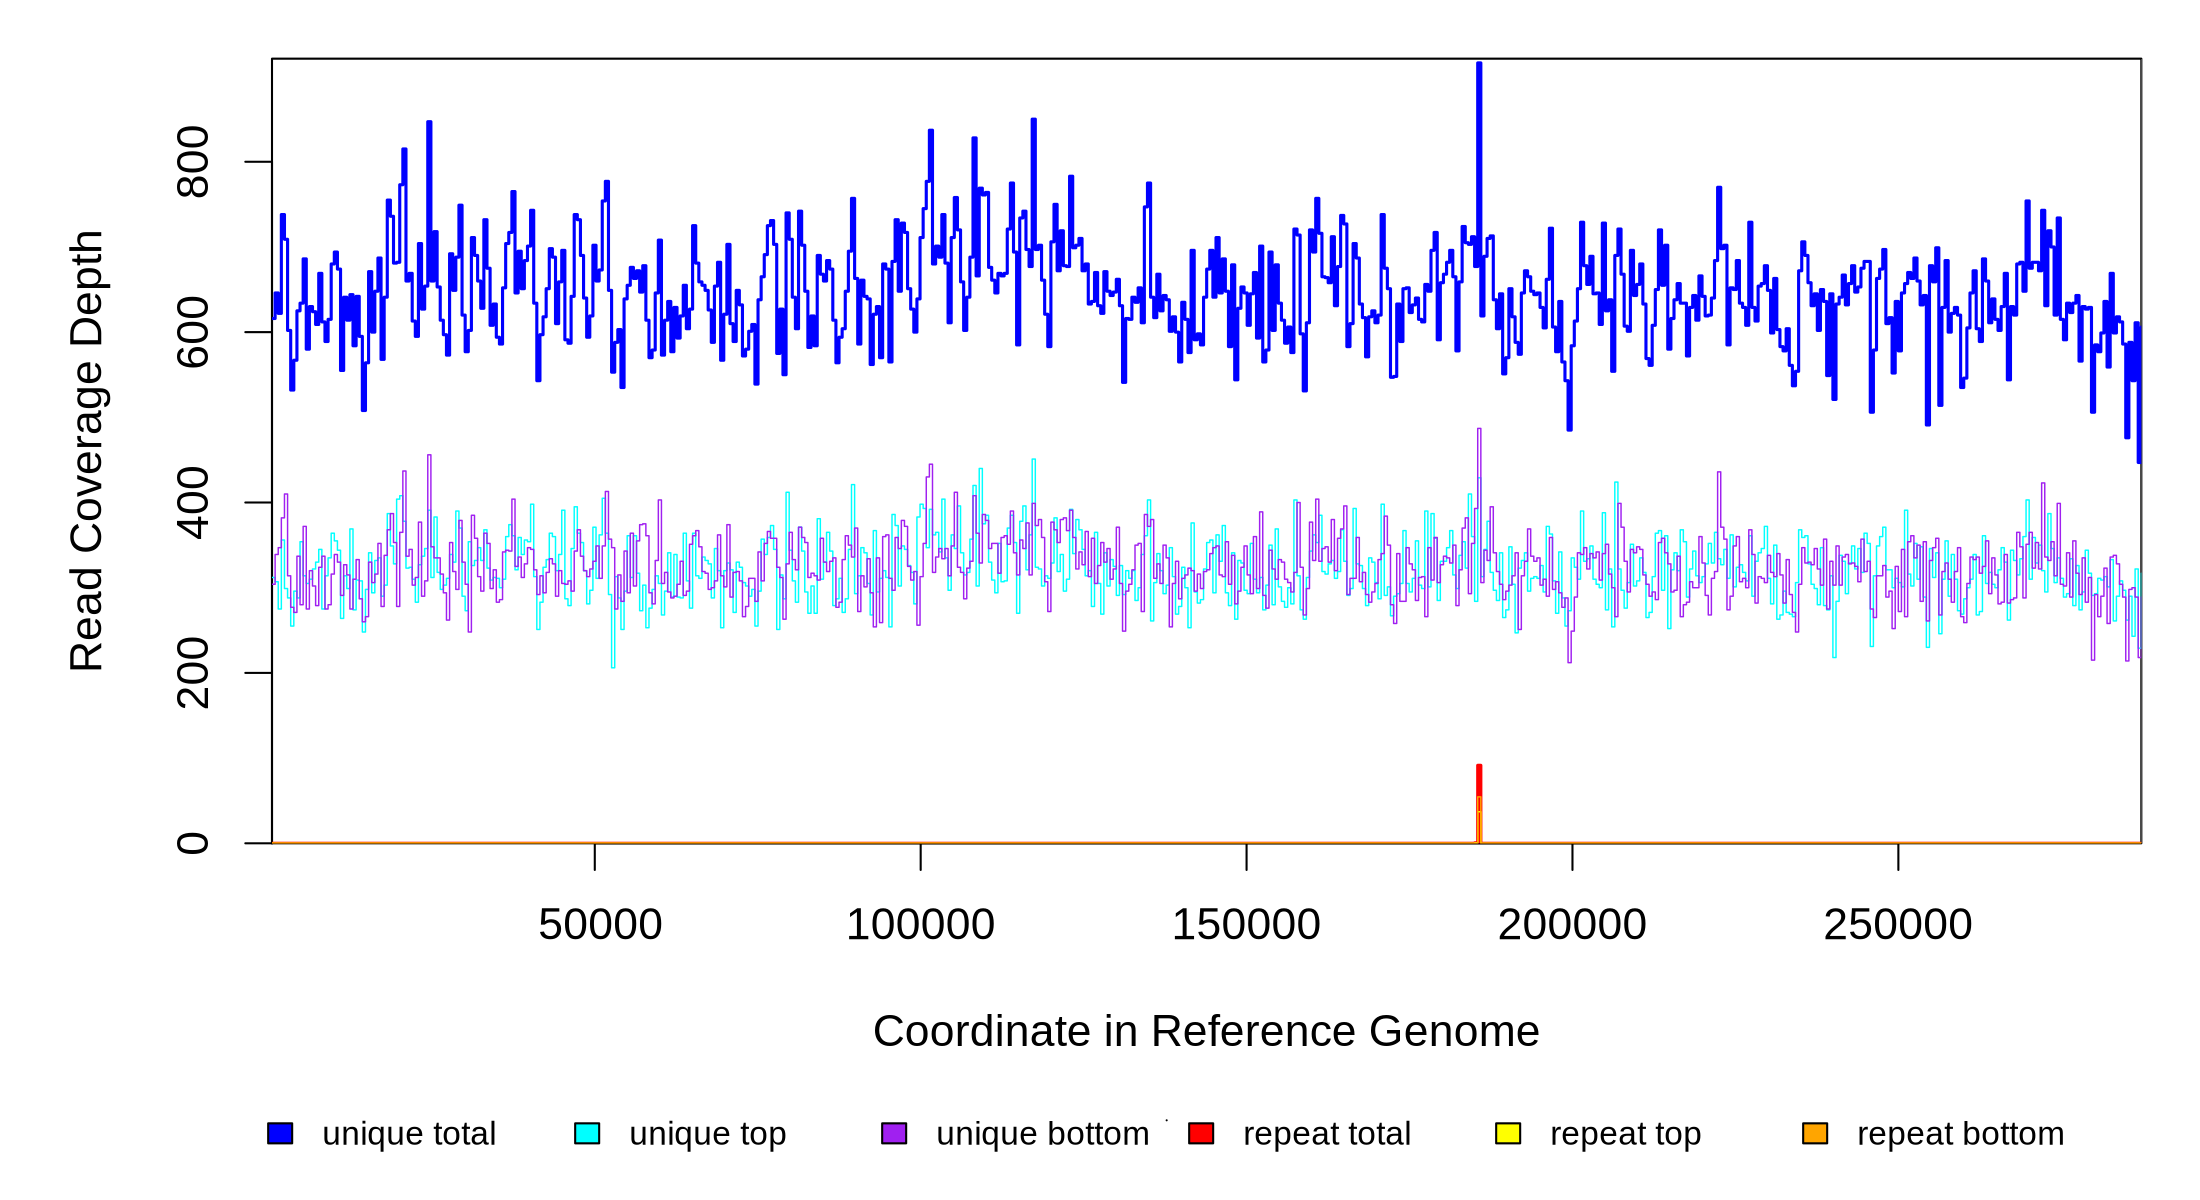 800
600
400
200
0
Read Coverage Depth
50000 100000 150000 200000 250000
Coordinate in Reference Genome
unique total unique top unique bottom repeat total repeat top repeat bottom